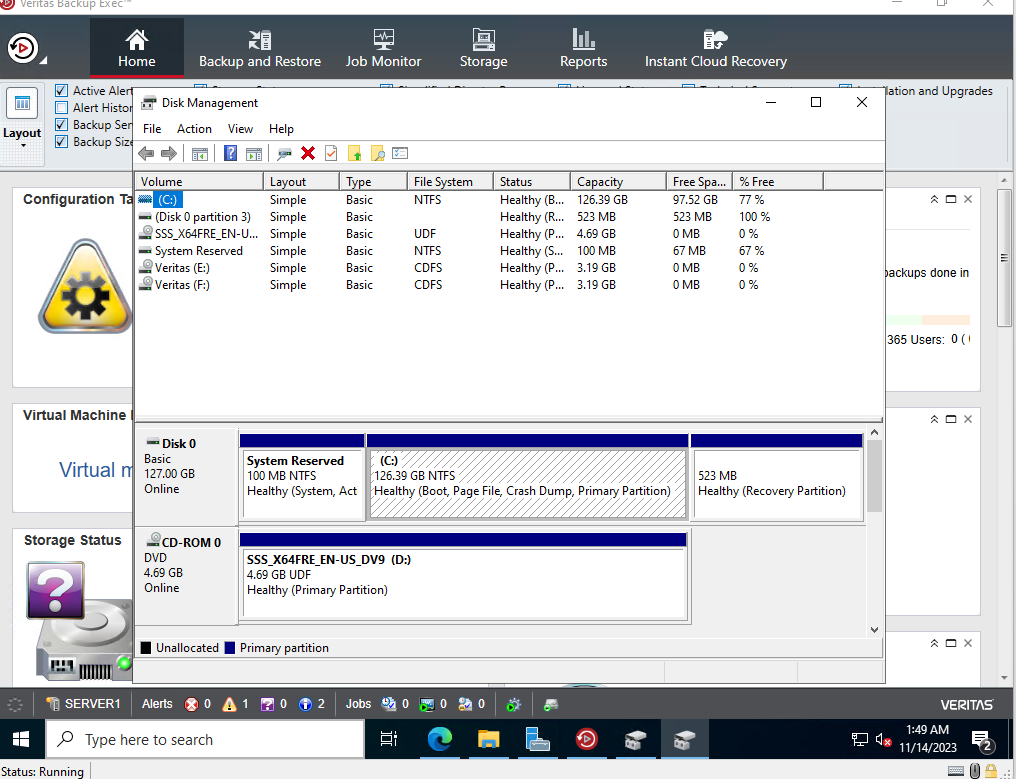 Veritas Backup Exec™
Home
Backup and Restore
Job Monitor
Storage
Reports
Instant Cloud Recovery
Layout
Active Alert
Alert Histor
Backup Ser
Backup Size
llation and Upgrades
Disk Management
File Action View Help
Volume Layout Type File System Status Capacity Free Spa... % Free
(C:) Simple Basic NTFS Healthy (B... 126.39 GB 97.52 GB 77 %
(Disk 0 partition 3) Simple Basic Healthy (R... 523 MB 523 MB 100 %
SSS_X64FRE_EN-U... Simple Basic UDF Healthy (P... 4.69 GB 0 MB 0 %
System Reserved Simple Basic NTFS Healthy (S... 100 MB 67 MB 67 %
Veritas (E:) Simple Basic CDFS Healthy (P... 3.19 GB 0 MB 0 %
Veritas (F:) Simple Basic CDFS Healthy (P... 3.19 GB 0 MB 0 %
Configuration Ta
backups done in
365 Users: 0 (
Virtual Machine
Virtual m
Storage Status
Disk 0
Basic
127.00 GB
Online
System Reserved
100 MB NTFS
Healthy (System, Act
(C:)
126.39 GB NTFS
Healthy (Boot, Page File, Crash Dump, Primary Partition)
523 MB
Healthy (Recovery Partition)
CD-ROM 0
DVD
4.69 GB
Online
SSS_X64FRE_EN-US_DV9 (D:)
4.69 GB UDF
Healthy (Primary Partition)
Unallocated Primary partition
SERVER1 Alerts 0 1 0 2 Jobs 0 0 0 VERITAS
Type here to search
1:49 AM
11/14/2023
2
Status: Running